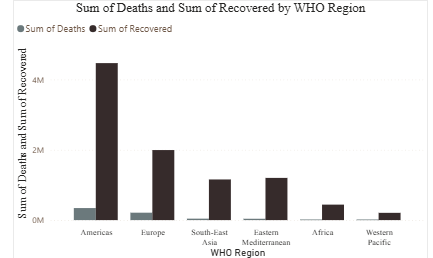 Sum of Deaths and Sum of Recovered by WHO Region
Sum of Deaths Sum of Recovered
Sum of Deaths and Sum of Recovered
4M
2M
0M
Americas Europe South-East Asia Eastern Mediterranean Africa Western Pacific
WHO Region